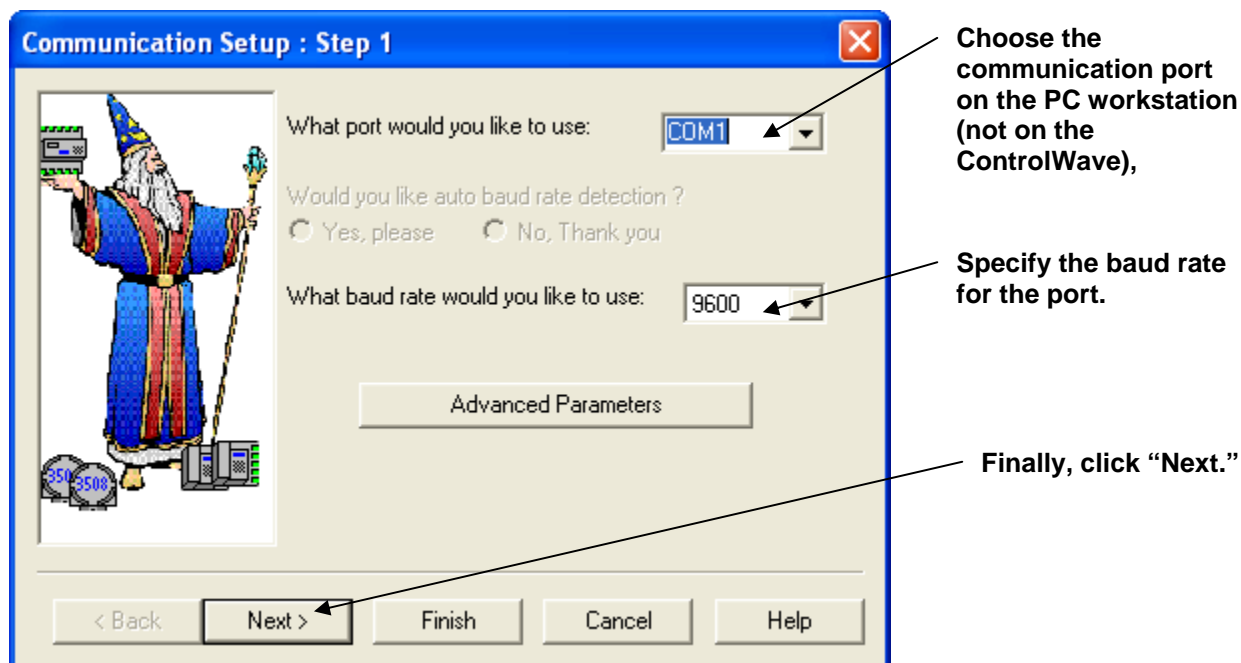 Communication Setup : Step 1
What port would you like to use:
COM1
Would you like auto baud rate detection ?
Yes, please
No, Thank you
What baud rate would you like to use:
9600
Advanced Parameters
350
3508
< Back
Next >
Finish
Cancel
Help
Choose the
communication port
on the PC workstation
(not on the
ControlWave),
Specify the baud rate
for the port.
Finally, click “Next.”